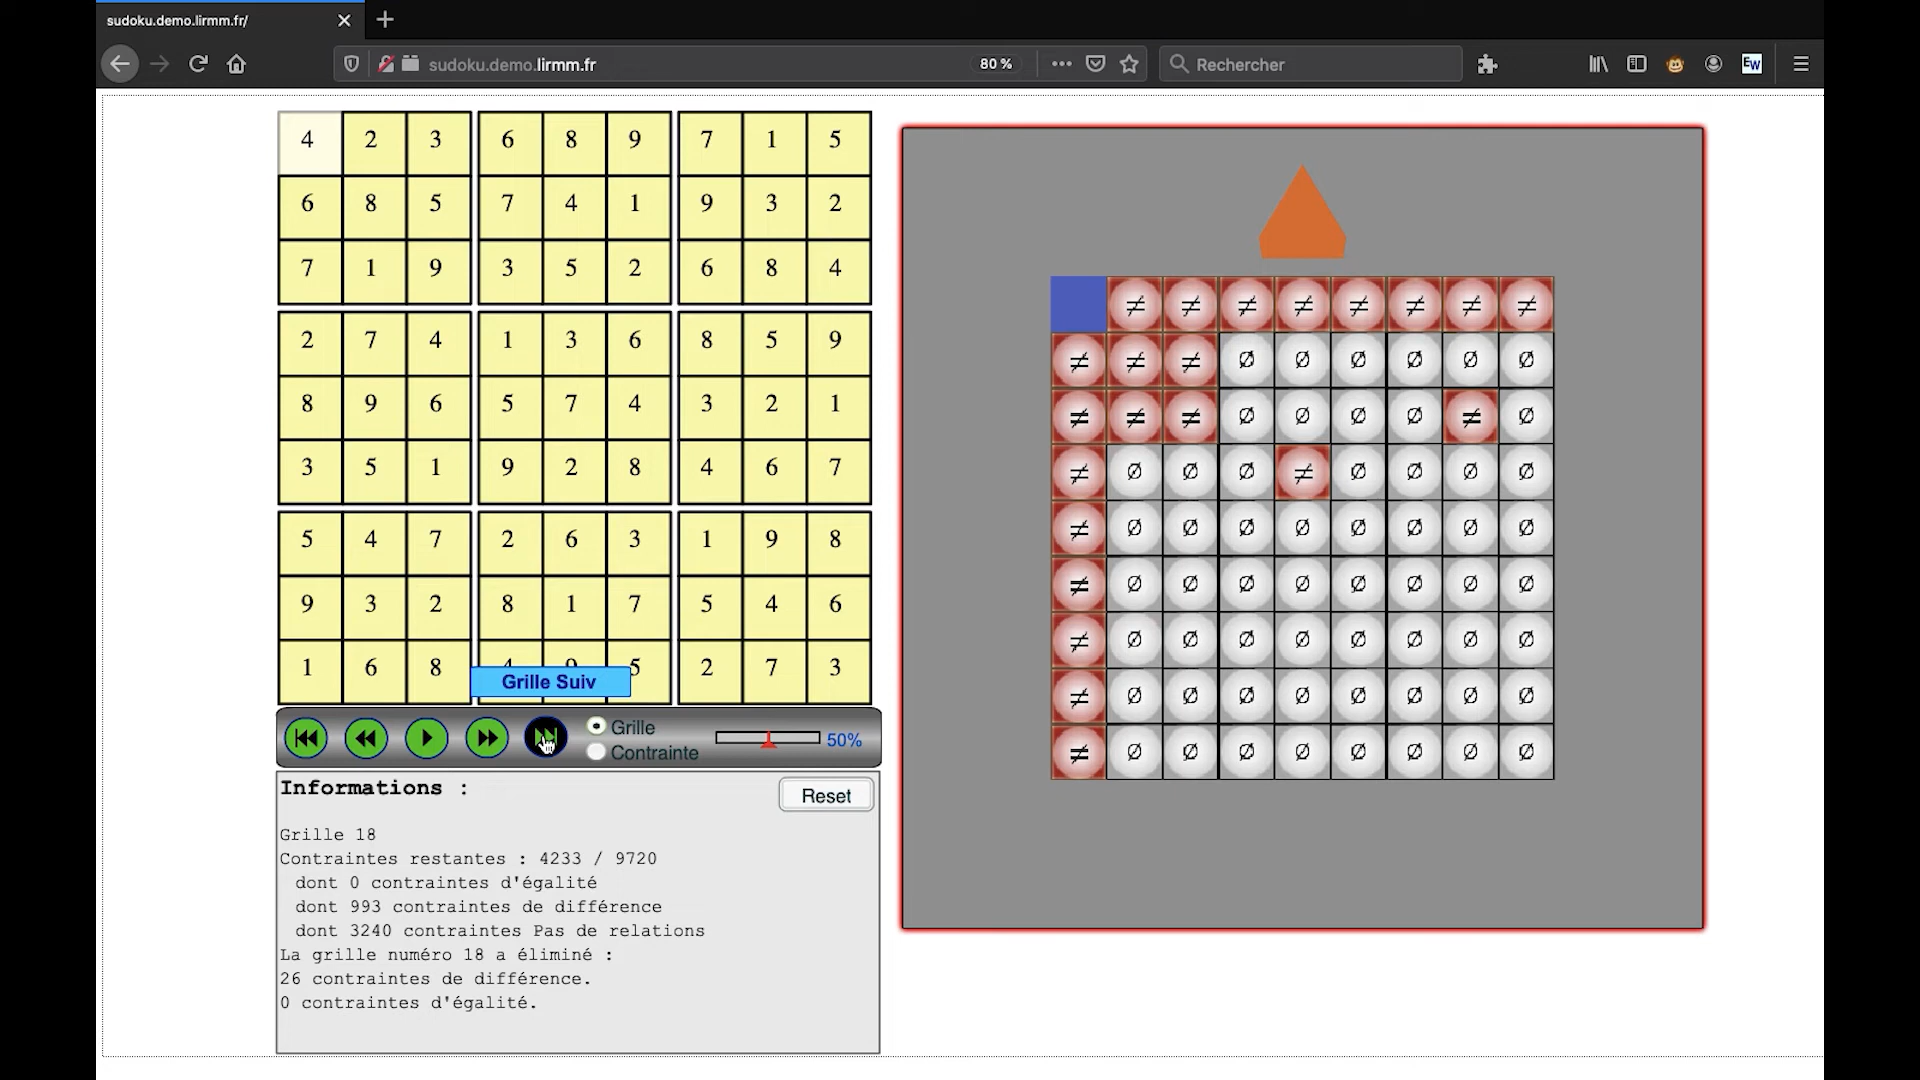 sudoku.demo.lirmm.fr/
sudoku.demo.lirmm.fr 80 % Rechercher EW
4 2 3 6 8 9 7 1 5
6 8 5 7 4 1 9 3 2
7 1 9 3 5 2 6 8 4
2 7 4 1 3 6 8 5 9
8 9 6 5 7 4 3 2 1
3 5 1 9 2 8 4 6 7
5 4 7 2 6 3 1 9 8
9 3 2 8 1 7 5 4 6
1 6 8 4 9 5 2 7 3
Grille Suiv
Grille
Contrainte
50%
Informations :
Reset
Grille 18
Contraintes restantes : 4233 / 9720
dont 0 contraintes d'égalité
dont 993 contraintes de différence
dont 3240 contraintes Pas de relations
La grille numéro 18 a éliminé :
26 contraintes de différence.
0 contraintes d'égalité.
≠ ≠ ≠ ≠ ≠ ≠ ≠ ≠
≠ ≠ ≠ Ø Ø Ø Ø Ø Ø
≠ ≠ ≠ Ø Ø Ø Ø ≠ Ø
≠ Ø Ø Ø ≠ Ø Ø Ø Ø
≠ Ø Ø Ø Ø Ø Ø Ø Ø
≠ Ø Ø Ø Ø Ø Ø Ø Ø
≠ Ø Ø Ø Ø Ø Ø Ø Ø
≠ Ø Ø Ø Ø Ø Ø Ø Ø
≠ Ø Ø Ø Ø Ø Ø Ø Ø